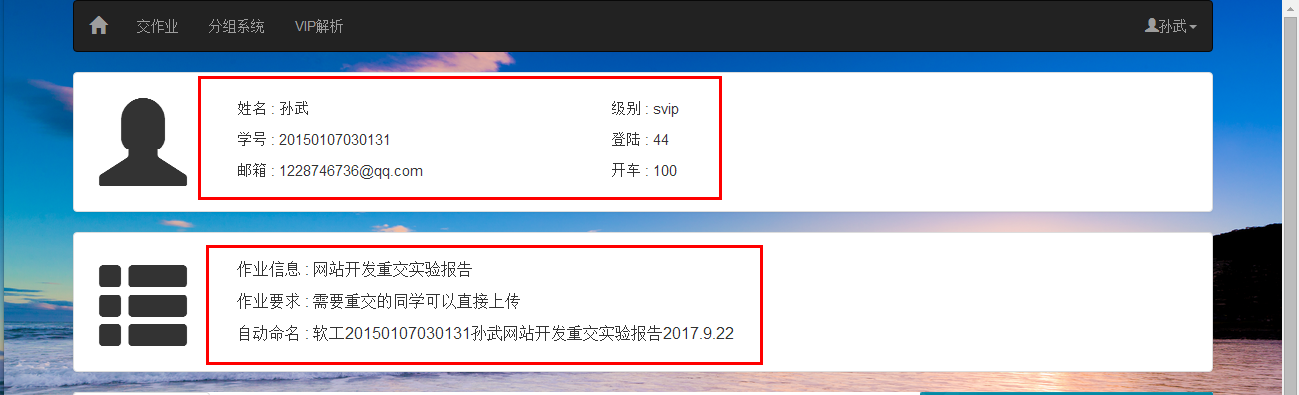 交作业 分组系统 VIP解析 孙武
姓名 : 孙武 级别 : svip
学号 : 20150107030131 登陆 : 44
邮箱 : 1228746736@qq.com 开车 : 100
作业信息 : 网站开发重交实验报告
作业要求 : 需要重交的同学可以直接上传
自动命名 : 软工20150107030131孙武网站开发重交实验报告2017.9.22